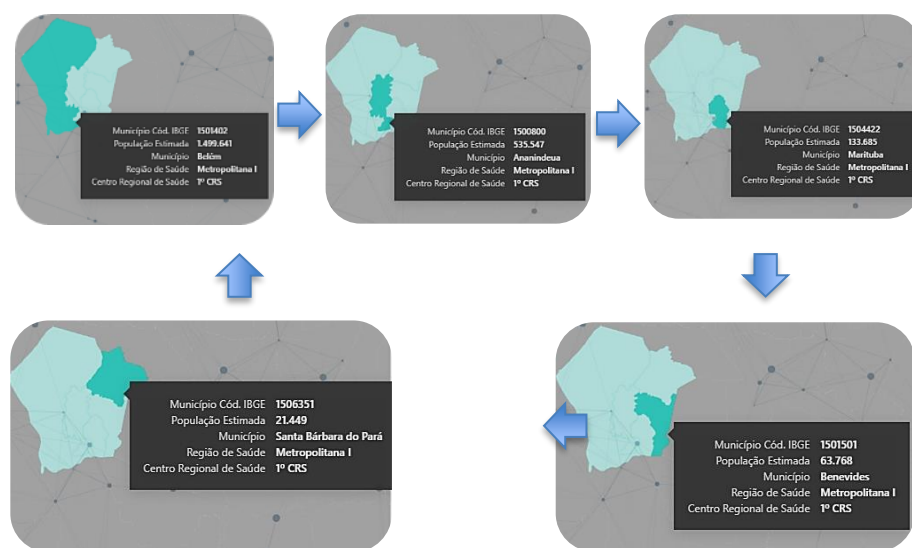 Município Cód. IBGE 1501402
População Estimada 1.499.641
Município Belém
Região de Saúde Metropolitana I
Centro Regional de Saúde 1º CRS
Município Cód. IBGE 1500800
População Estimada 535.547
Município Ananindeua
Região de Saúde Metropolitana I
Centro Regional de Saúde 1º CRS
Município Cód. IBGE 1504422
População Estimada 133.685
Município Marituba
Região de Saúde Metropolitana I
Centro Regional de Saúde 1º CRS
Município Cód. IBGE 1506351
População Estimada 21.449
Município Santa Bárbara do Pará
Região de Saúde Metropolitana I
Centro Regional de Saúde 1º CRS
Município Cód. IBGE 1501501
População Estimada 63.768
Município Benevides
Região de Saúde Metropolitana I
Centro Regional de Saúde 1º CRS